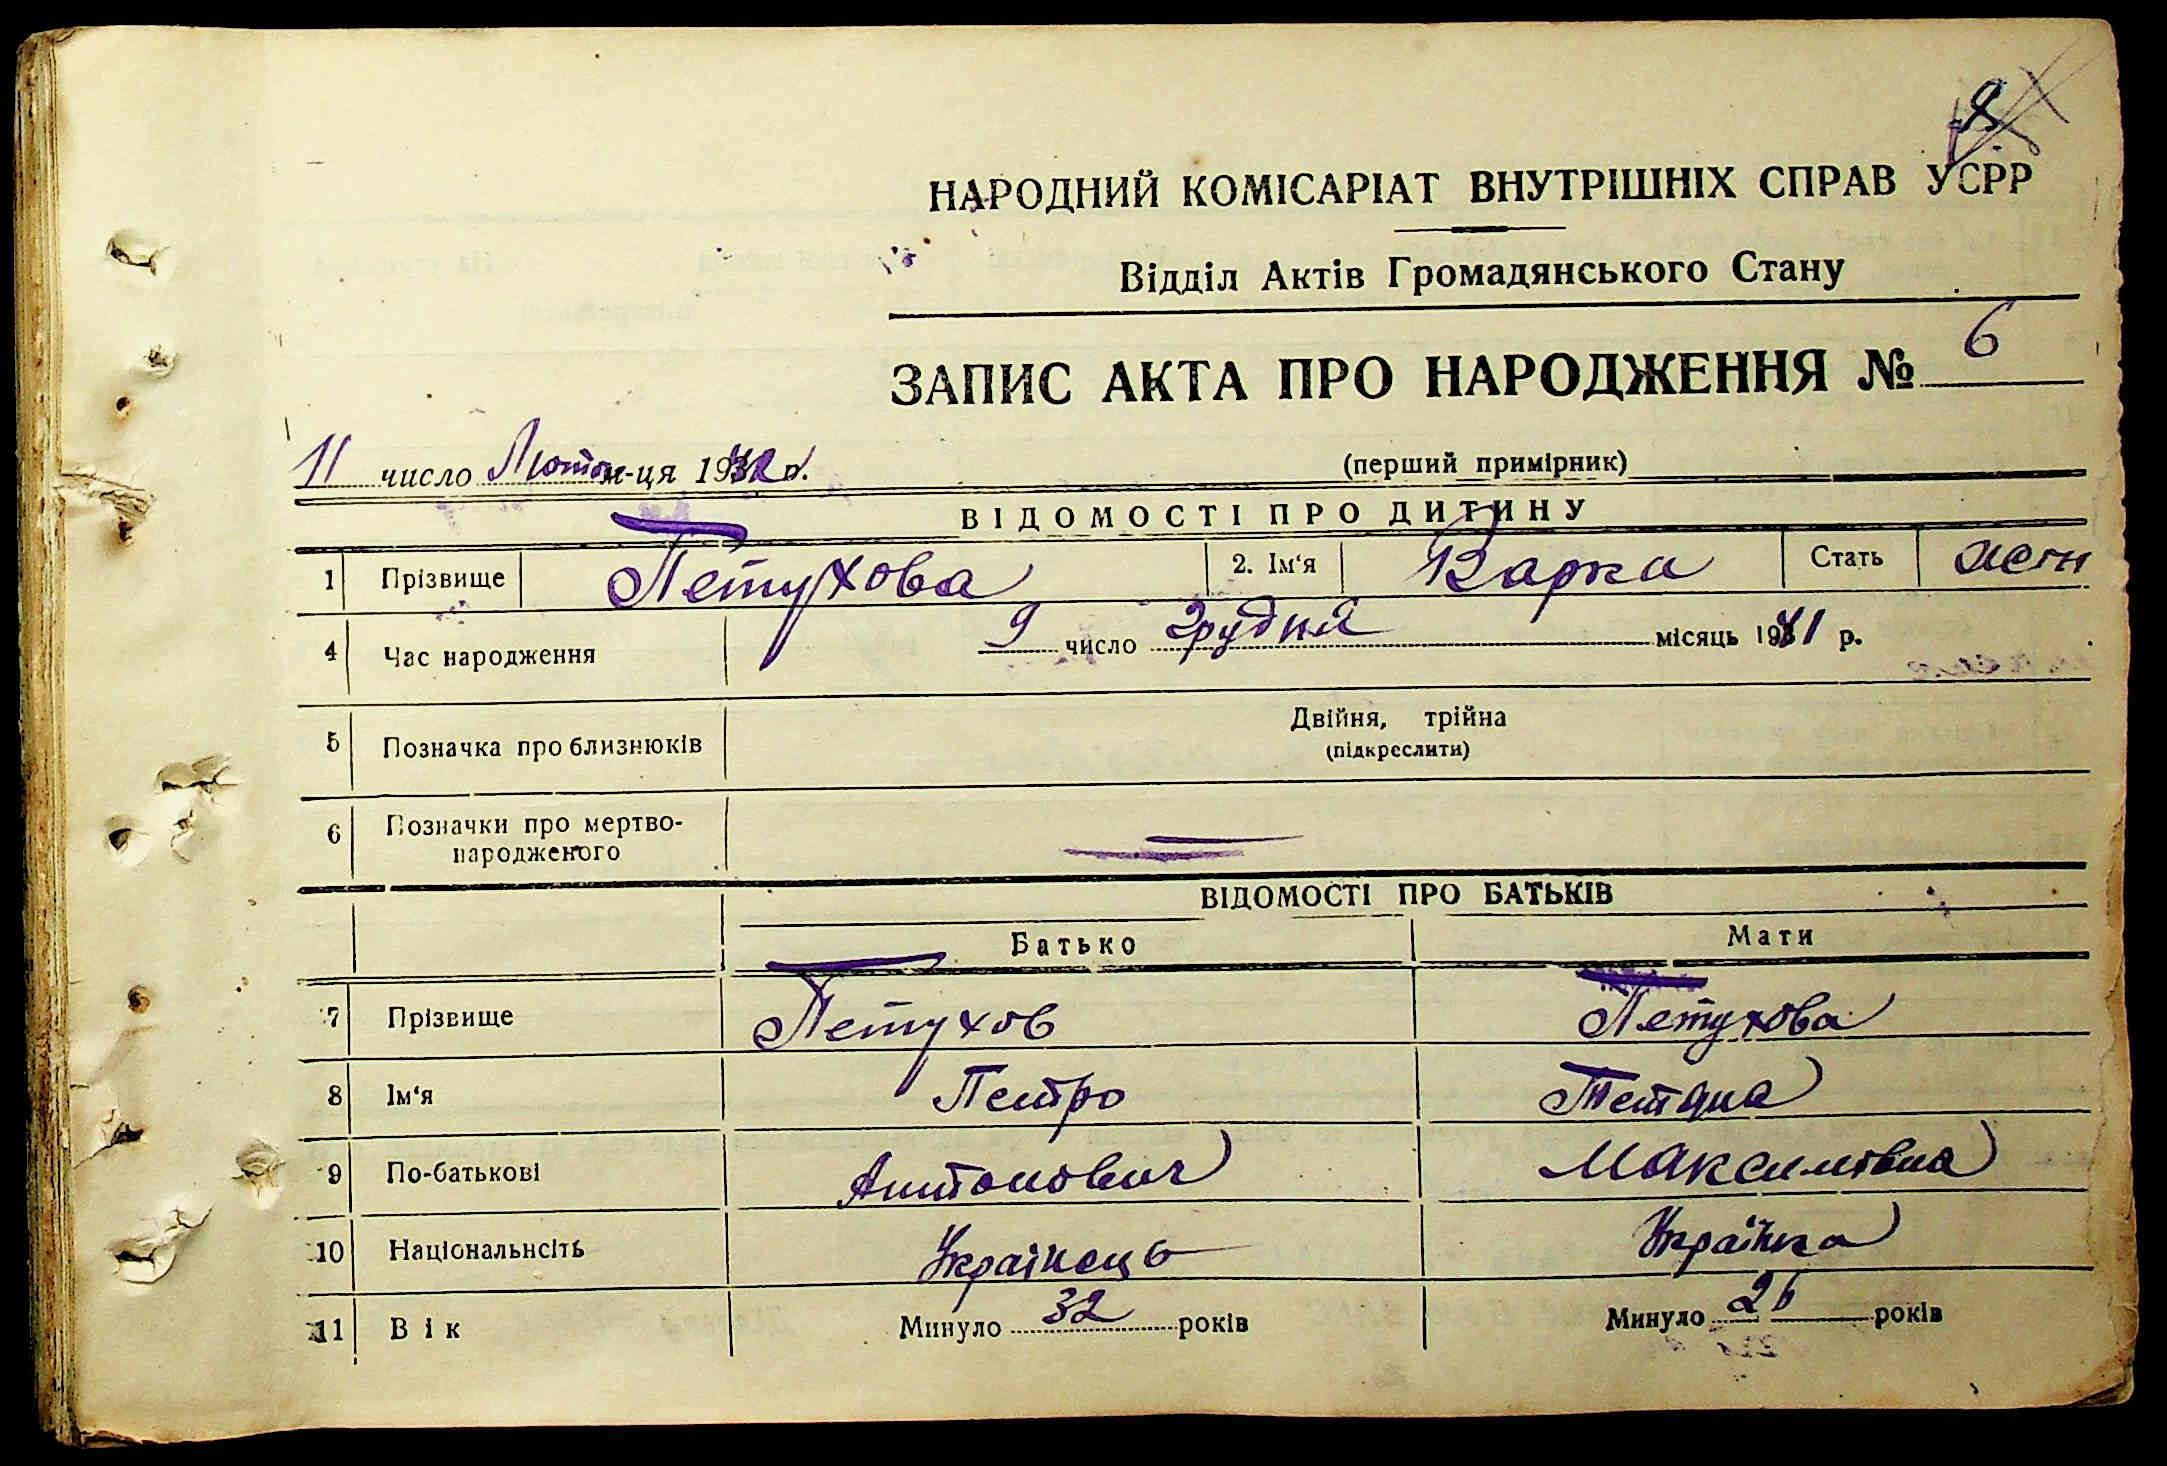 8
НАРОДНИЙ КОМІСАРІАТ ВНУТРІШНІХ СПРАВ УСРР
Відділ Актів Громадянського Стану
ЗАПИС АКТА ПРО НАРОДЖЕННЯ № 6
11 число Лютого м-ця 1942 р. (перший примірник)
ВІДОМОСТІ ПРО ДИТИНУ
1 Прізвище Петухова 2. Ім'я Варка Стать жін
4 Час народження 9 число Грудня місяць 1941 р.
5 Позначка про близнюків Двійня, трійна
(підкреслити)
6 Позначки про мертво-
народженого
ВІДОМОСТІ ПРО БАТЬКІВ
Батько Мати
7 Прізвище Петухов Петухова
8 Ім'я Петро Тетяна
9 По-батькові Антонович Максимовна
10 Національнсіть Українець Українка
11 Вік Минуло 32 років Минуло 26 років